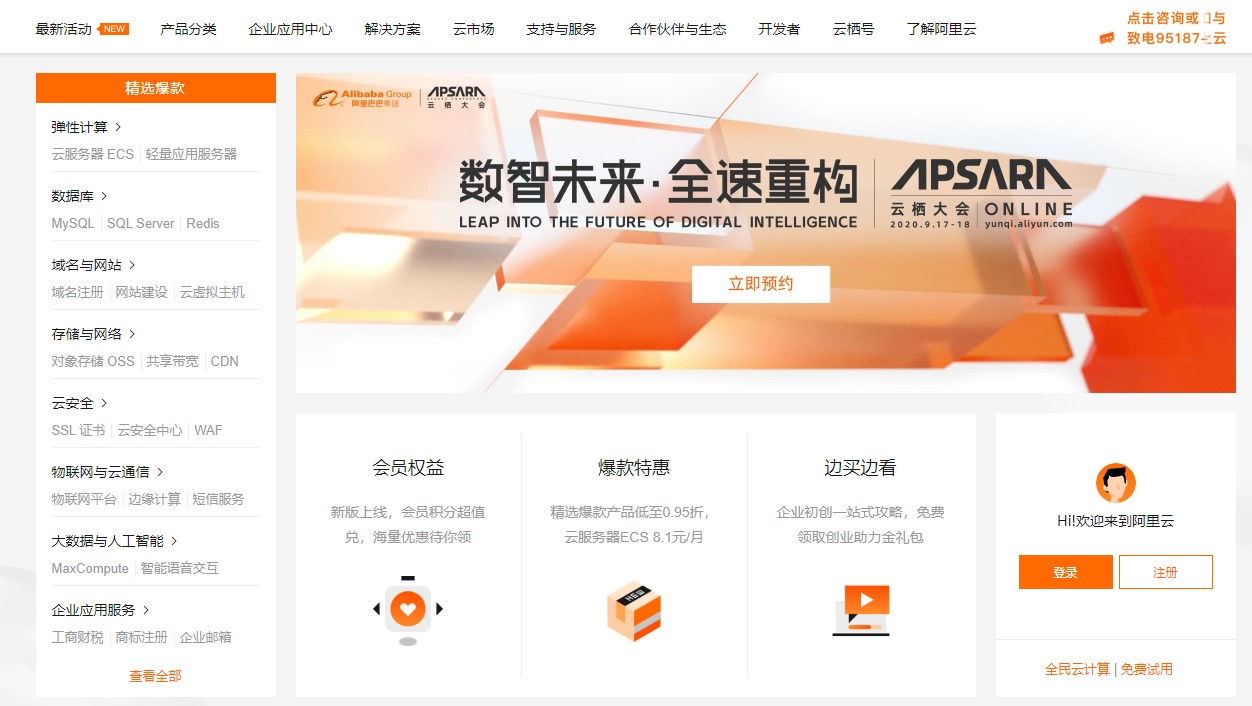 最新活动 NEW 产品分类 企业应用中心 解决方案 云市场 支持与服务 合作伙伴与生态 开发者 云栖号 了解阿里云
点击咨询或 与
致电95187 云
精选爆款
弹性计算
云服务器 ECS 轻量应用服务器
数据库
MySQL SQL Server Redis
域名与网站
域名注册 网站建设 云虚拟主机
存储与网络
对象存储 OSS 共享带宽 CDN
云安全
SSL 证书 云安全中心 WAF
物联网与云通信
物联网平台 边缘计算 短信服务
大数据与人工智能
MaxCompute 智能语音交互
企业应用服务
工商财税 商标注册 企业邮箱
查看全部
Alibaba Group
阿里巴巴集团
APSARA
云栖大会
数智未来·全速重构
LEAP INTO THE FUTURE OF DIGITAL INTELLIGENCE
APSARA
云栖大会 ONLINE
2020.9.17-18 yunqi.aliyun.com
立即预约
会员权益
新版上线，会员积分超值
兑，海量优惠待你领
爆款特惠
精选爆款产品低至0.95折，
云服务器ECS 8.1元/月
NEW
边买边看
企业初创一站式攻略，免费
领取创业助力金礼包
Hi!欢迎来到阿里云
登录 注册
全民云计算 | 免费试用